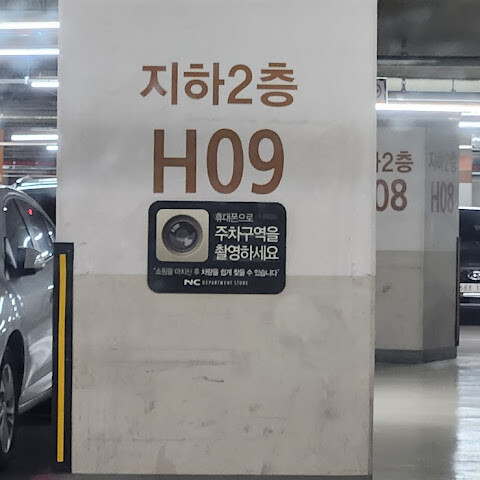 지하2층
H09
휴대폰으로
주차구역을
촬영하세요
"쇼핑을 마치신 후 차량을 쉽게 찾을 수 있습니다"
NC DEPARTMENT STORE
하2층
08
지하2층
H08